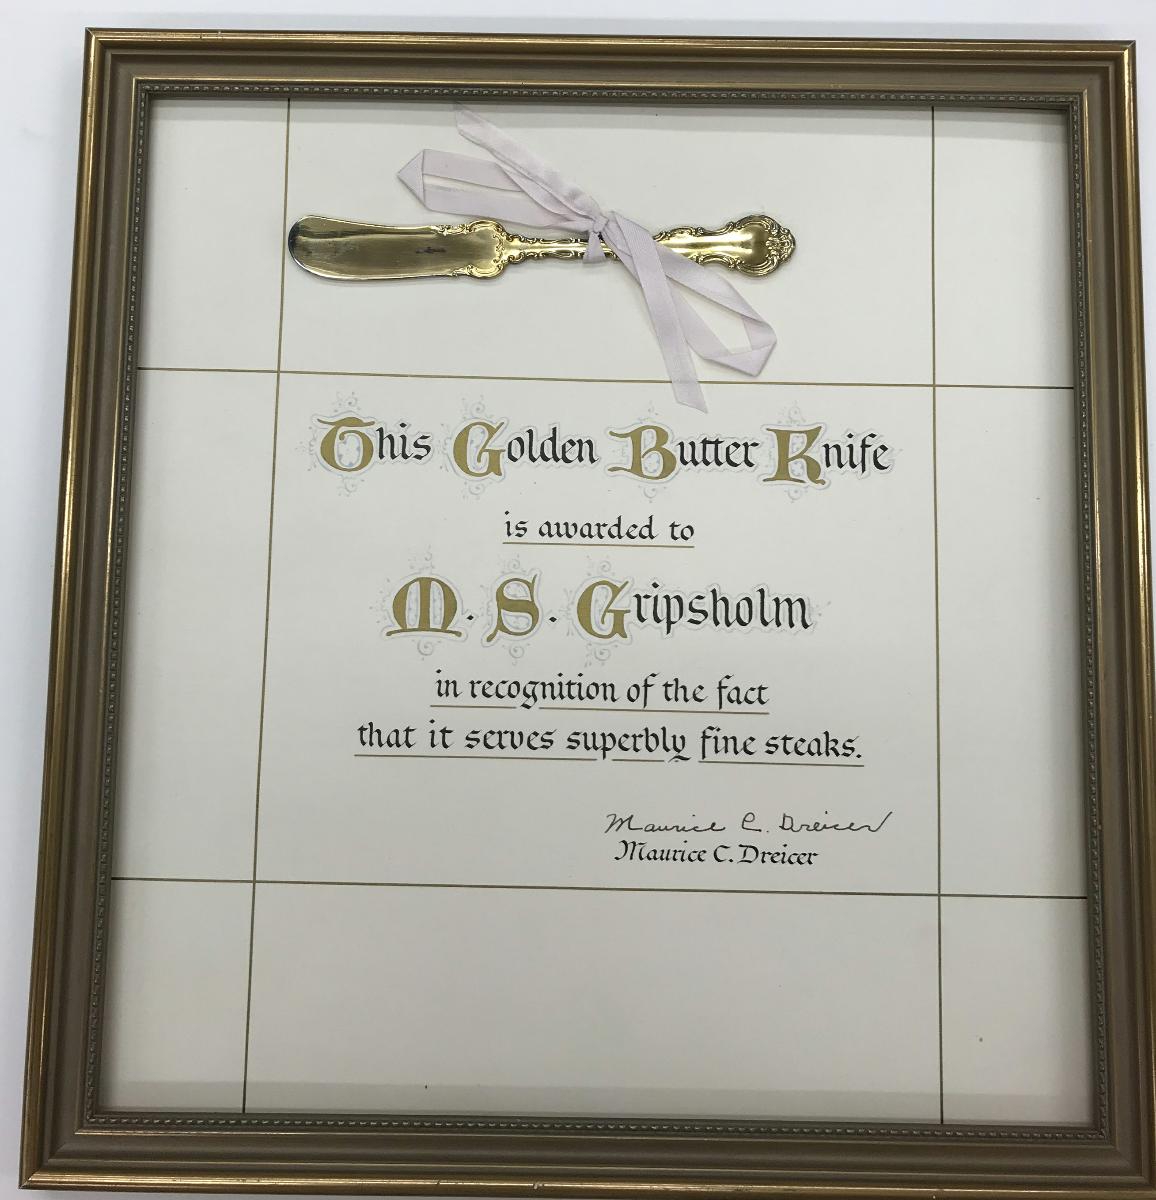 This Golden Butter Knife
is awarded to
M. S. Gripsholm
in recognition of the fact
that it serves superbly fine steaks.
Maurice C. Dreicer
Maurice C. Dreicer